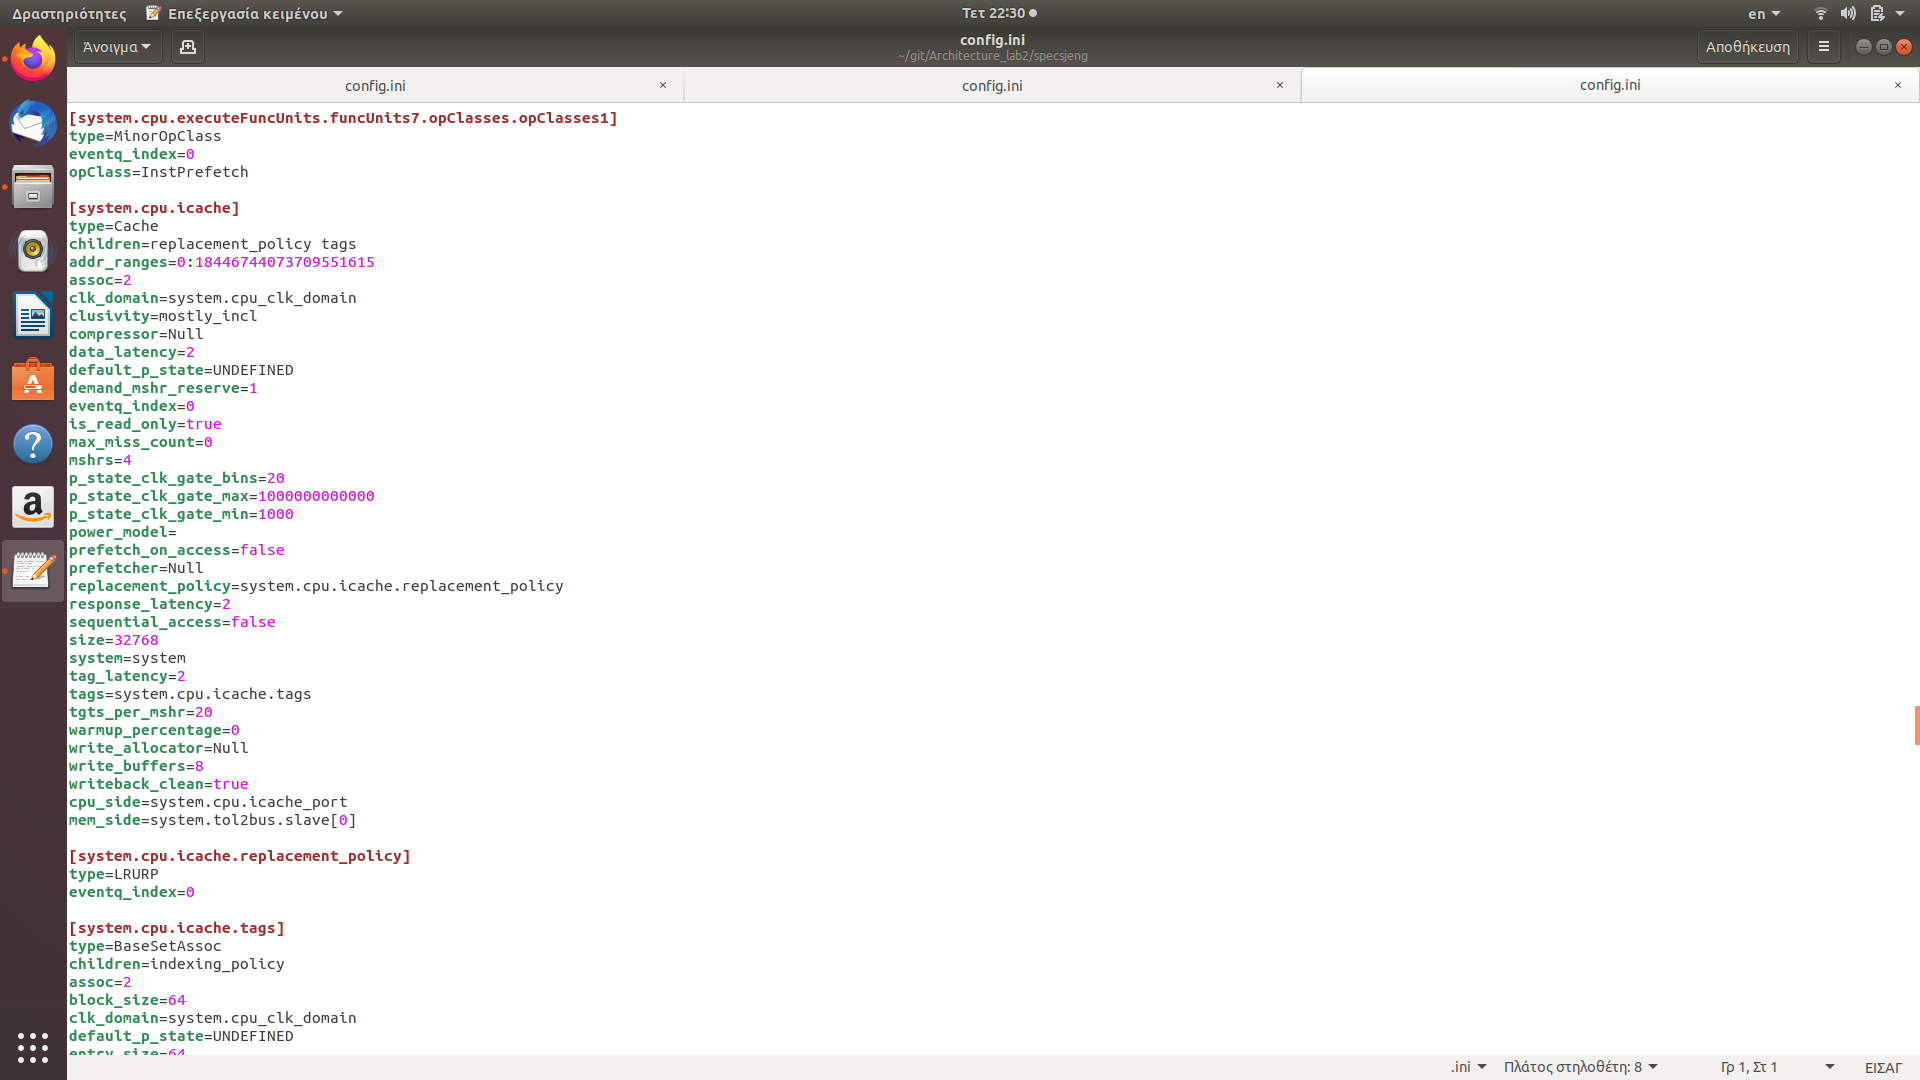 Δραστηριότητες Επεξεργασία κειμένου Τετ 22:30 en
Άνοιγμα config.ini Αποθήκευση
~/git/Architecture_lab2/specsjeng
config.ini config.ini config.ini
[system.cpu.executeFuncUnits.funcUnits7.opClasses.opClasses1]
type=MinorOpClass
eventq_index=0
opClass=InstPrefetch
[system.cpu.icache]
type=Cache
children=replacement_policy tags
addr_ranges=0:18446744073709551615
assoc=2
clk_domain=system.cpu_clk_domain
clusivity=mostly_incl
compressor=Null
data_latency=2
default_p_state=UNDEFINED
demand_mshr_reserve=1
eventq_index=0
is_read_only=true
max_miss_count=0
mshrs=4
p_state_clk_gate_bins=20
p_state_clk_gate_max=1000000000000
p_state_clk_gate_min=1000
power_model=
prefetch_on_access=false
prefetcher=Null
replacement_policy=system.cpu.icache.replacement_policy
response_latency=2
sequential_access=false
size=32768
system=system
tag_latency=2
tags=system.cpu.icache.tags
tgts_per_mshr=20
warmup_percentage=0
write_allocator=Null
write_buffers=8
writeback_clean=true
cpu_side=system.cpu.icache_port
mem_side=system.tol2bus.slave[0]
[system.cpu.icache.replacement_policy]
type=LRURP
eventq_index=0
[system.cpu.icache.tags]
type=BaseSetAssoc
children=indexing_policy
assoc=2
block_size=64
clk_domain=system.cpu_clk_domain
default_p_state=UNDEFINED
entry_size=64
.ini Πλάτος στηλοθέτη: 8 Γρ 1, Στ 1 ΕΙΣΑΓ